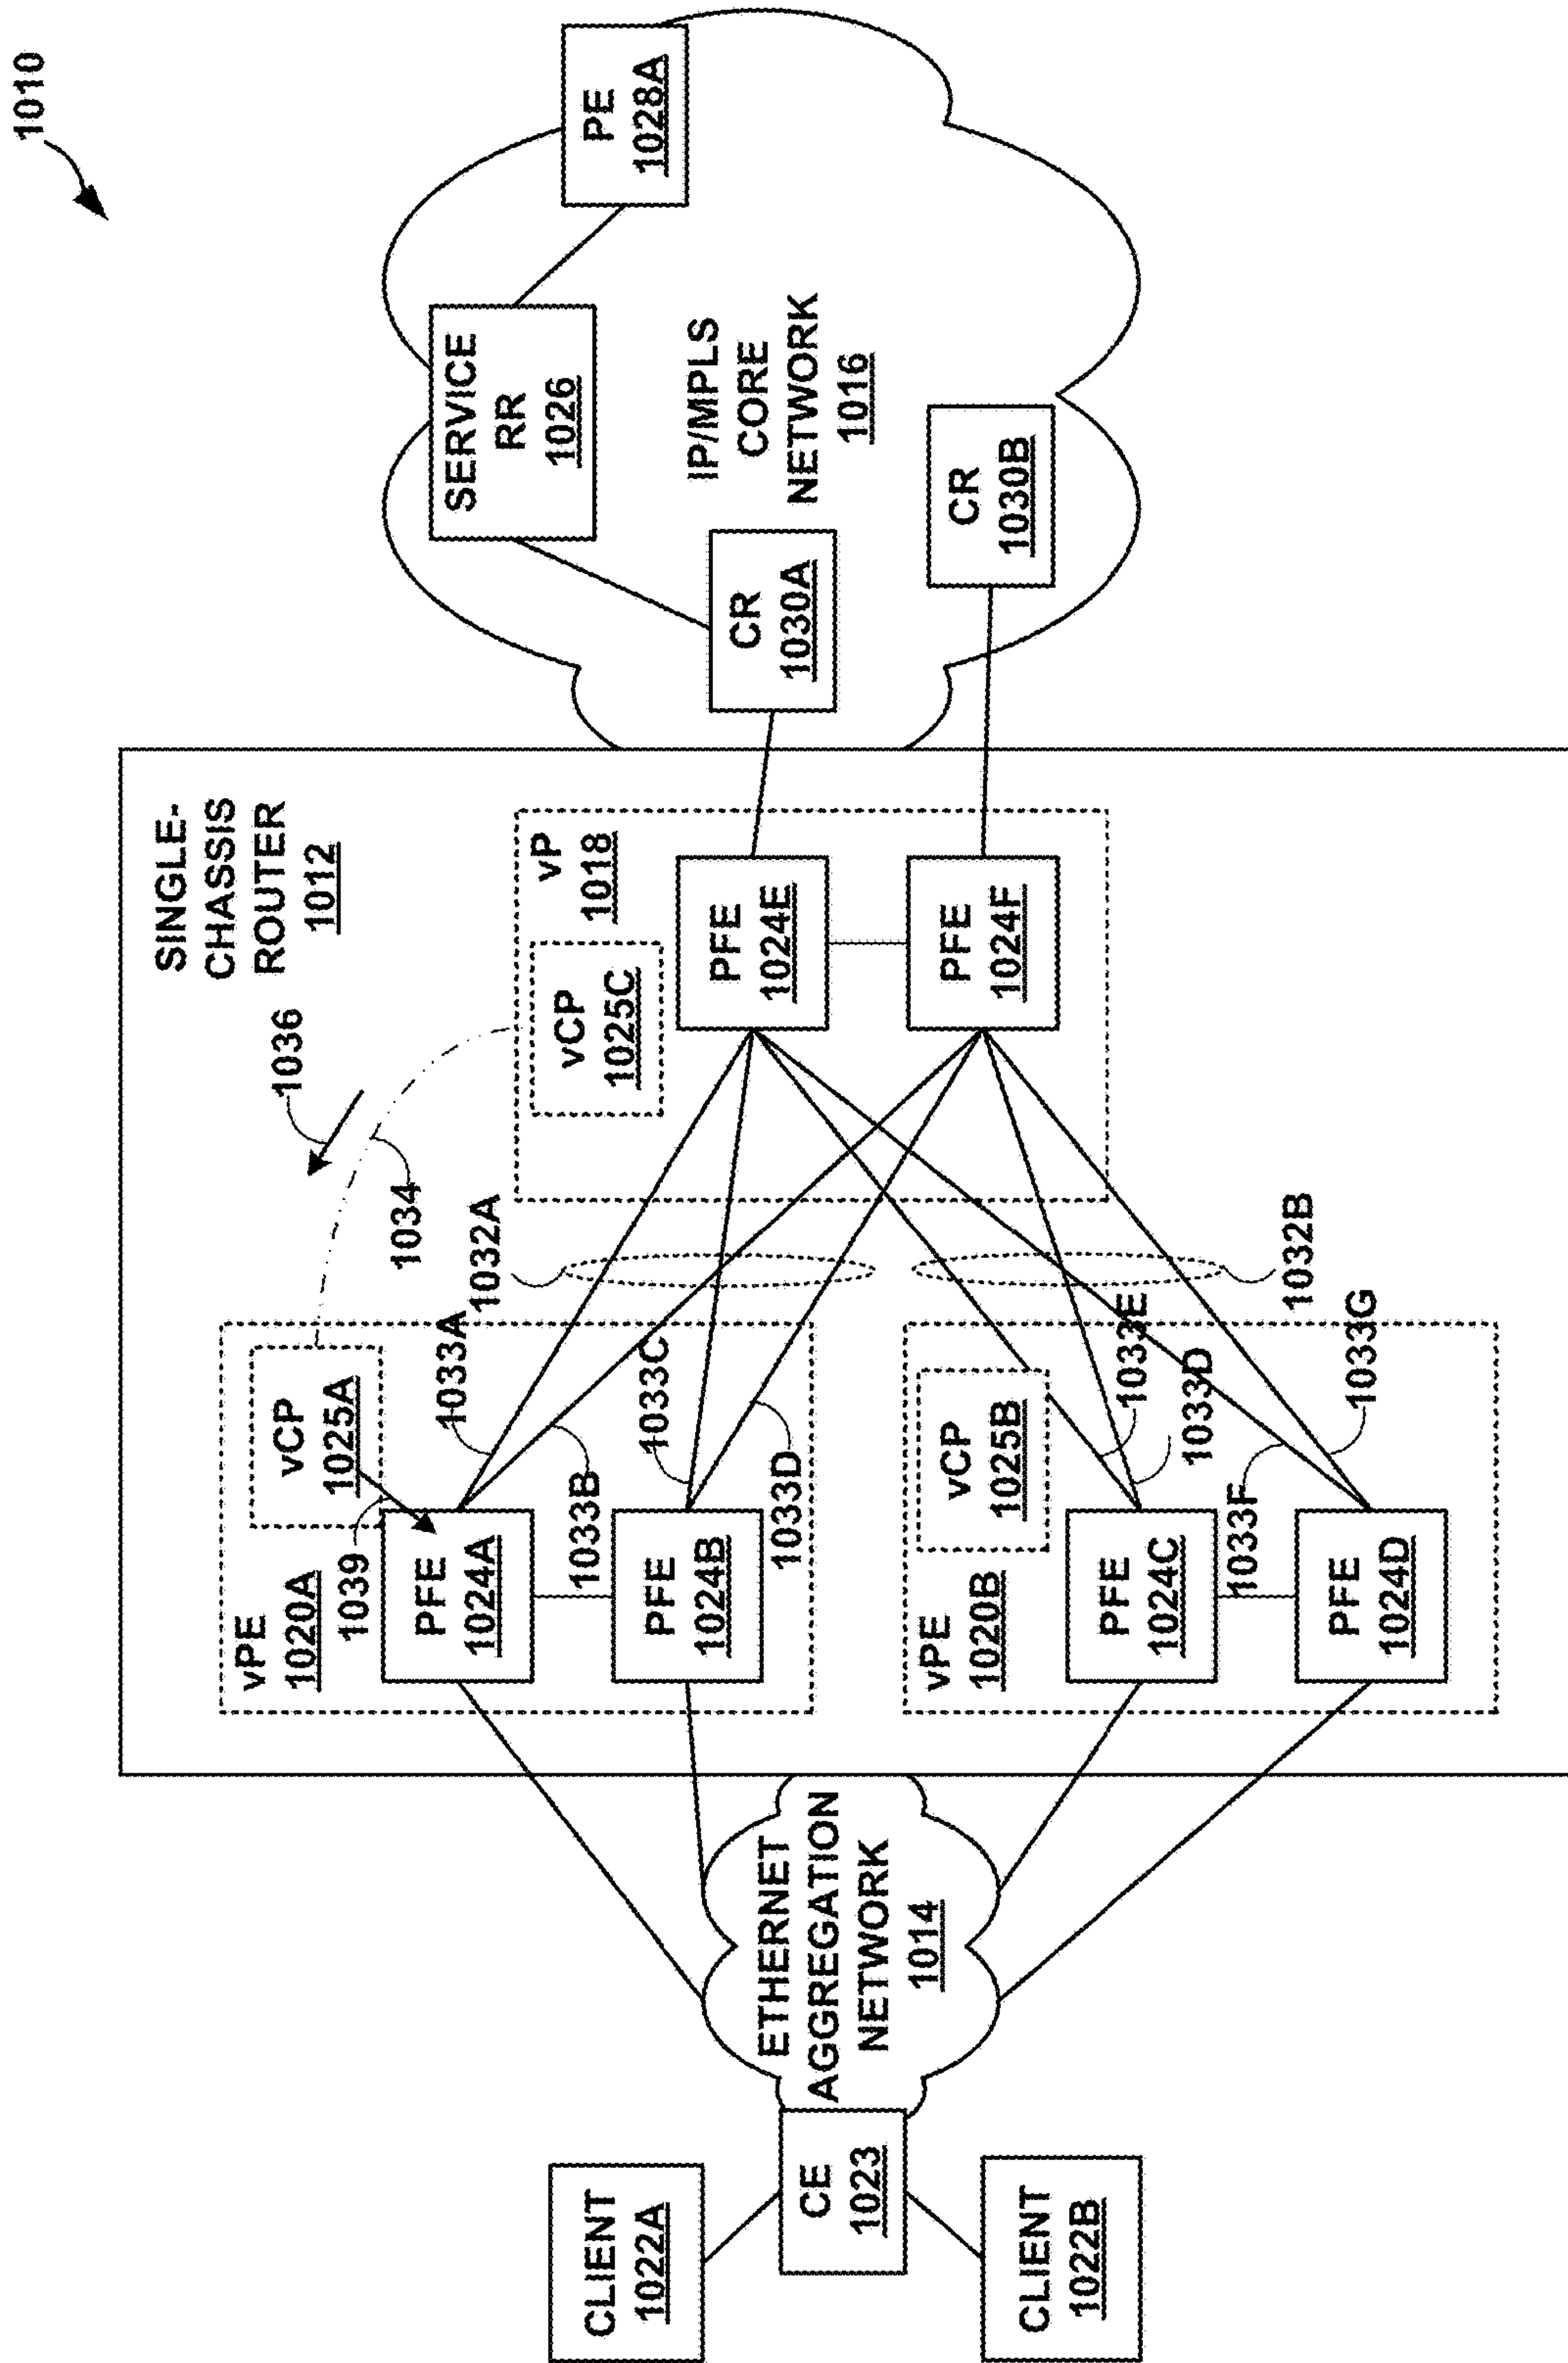 1010
SINGLE-
CHASSIS
ROUTER
1012
1036
1034
vPE
1020A
vCP
1025A
1039
PFE
1024A
PFE
1024B
1033A
1033B
1033C
1033D
1032A
vP
1018
vCP
1025C
PFE
1024E
PFE
1024F
SERVICE
RR
1026
PE
1028A
CR
1030A
IP/MPLS
CORE
NETWORK
1016
CR
1030B
CLIENT
1022A
CE
1023
CLIENT
1022B
ETHERNET
AGGREGATION
NETWORK
1014
vPE
1020B
vCP
1025B
PFE
1024C
PFE
1024D
1033E
1033D
1033F
1033G
1032B